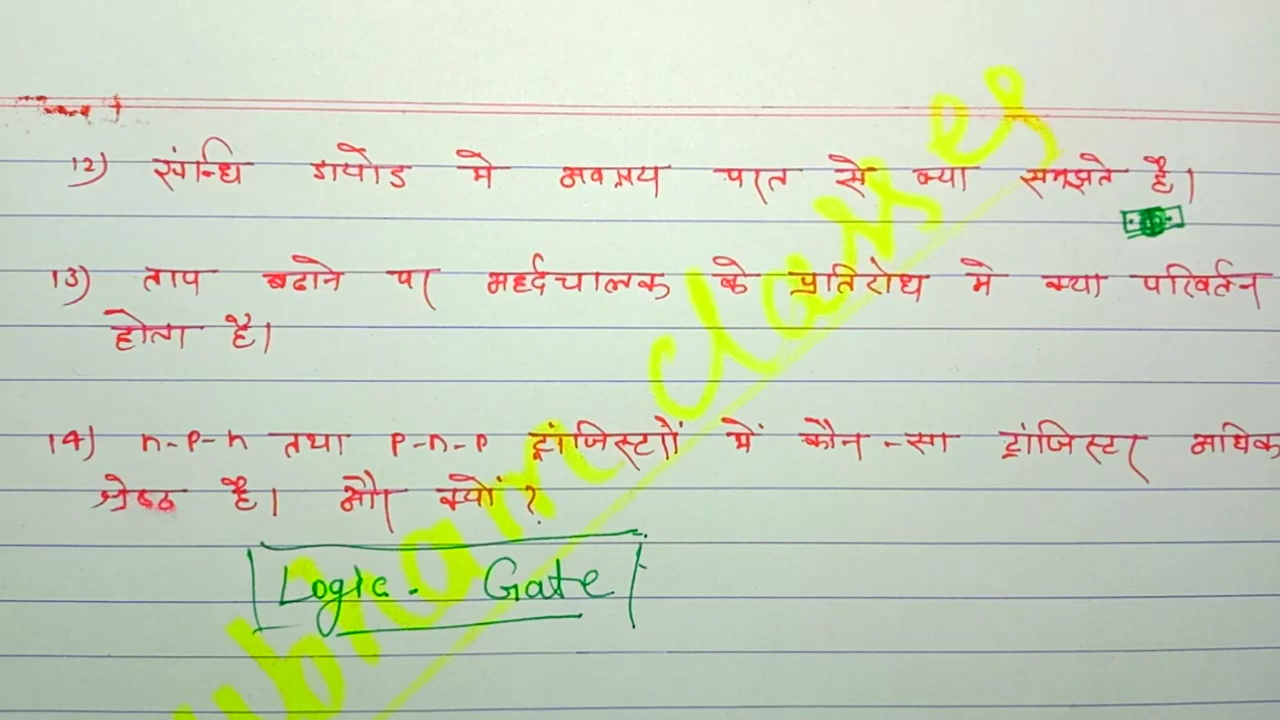 12) संन्धि डायोड मे अवक्षय परत से क्या समझते है।
13) ताप बढाने पर अर्द्धचालक के प्रतिरोध मे क्या परिवर्तन
होता है।
14) n-p-n तथा p-n-p ट्रांजिस्टरों में कौन-सा ट्रांजिस्टर अधिक
श्रेष्ठ है। और क्यों ?
Logic. Gate
classes